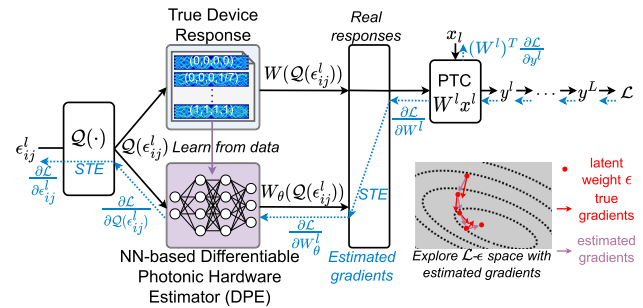 True Device
Response
(0,0,0,0)
(0,0,0,1/7)
...
(1,1,1,1)
Real
responses
x_l
(W^l)^T ∂L/∂y^l
W(Q(ε^l_ij))
PTC
W^l x^l
y^l ... y^L L
∂L/∂W^l
Q(·)
ε^l_ij
Q(ε^l_ij)
Learn from data
STE
∂L/∂ε^l_ij
∂L/∂Q(ε^l_ij)
W_θ(Q(ε^l_ij))
∂L/∂W^l_θ
STE
Estimated
gradients
NN-based Differentiable
Photonic Hardware
Estimator (DPE)
latent
weight ε
true
gradients
estimated
gradients
Explore L-ε space with
estimated gradients